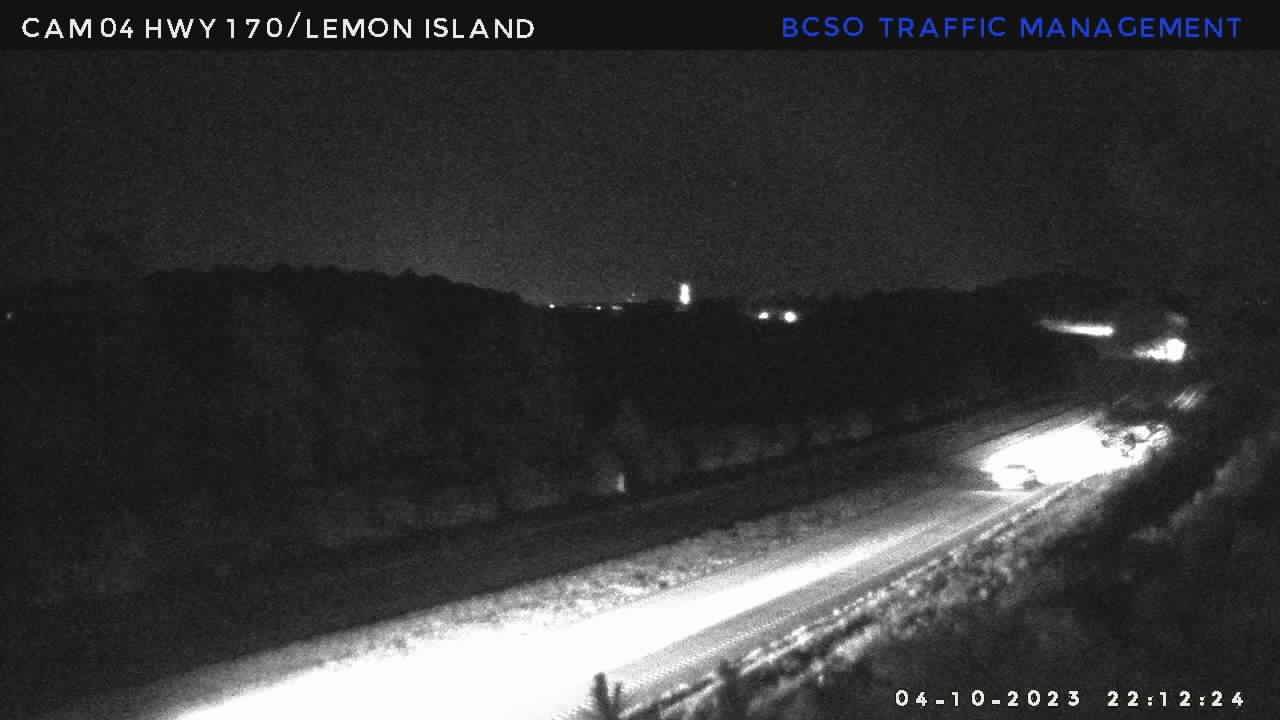 CAM04 HWY 170/LEMON ISLAND
BCSO TRAFFIC MANAGEMENT
04-10-2023 22:12:24